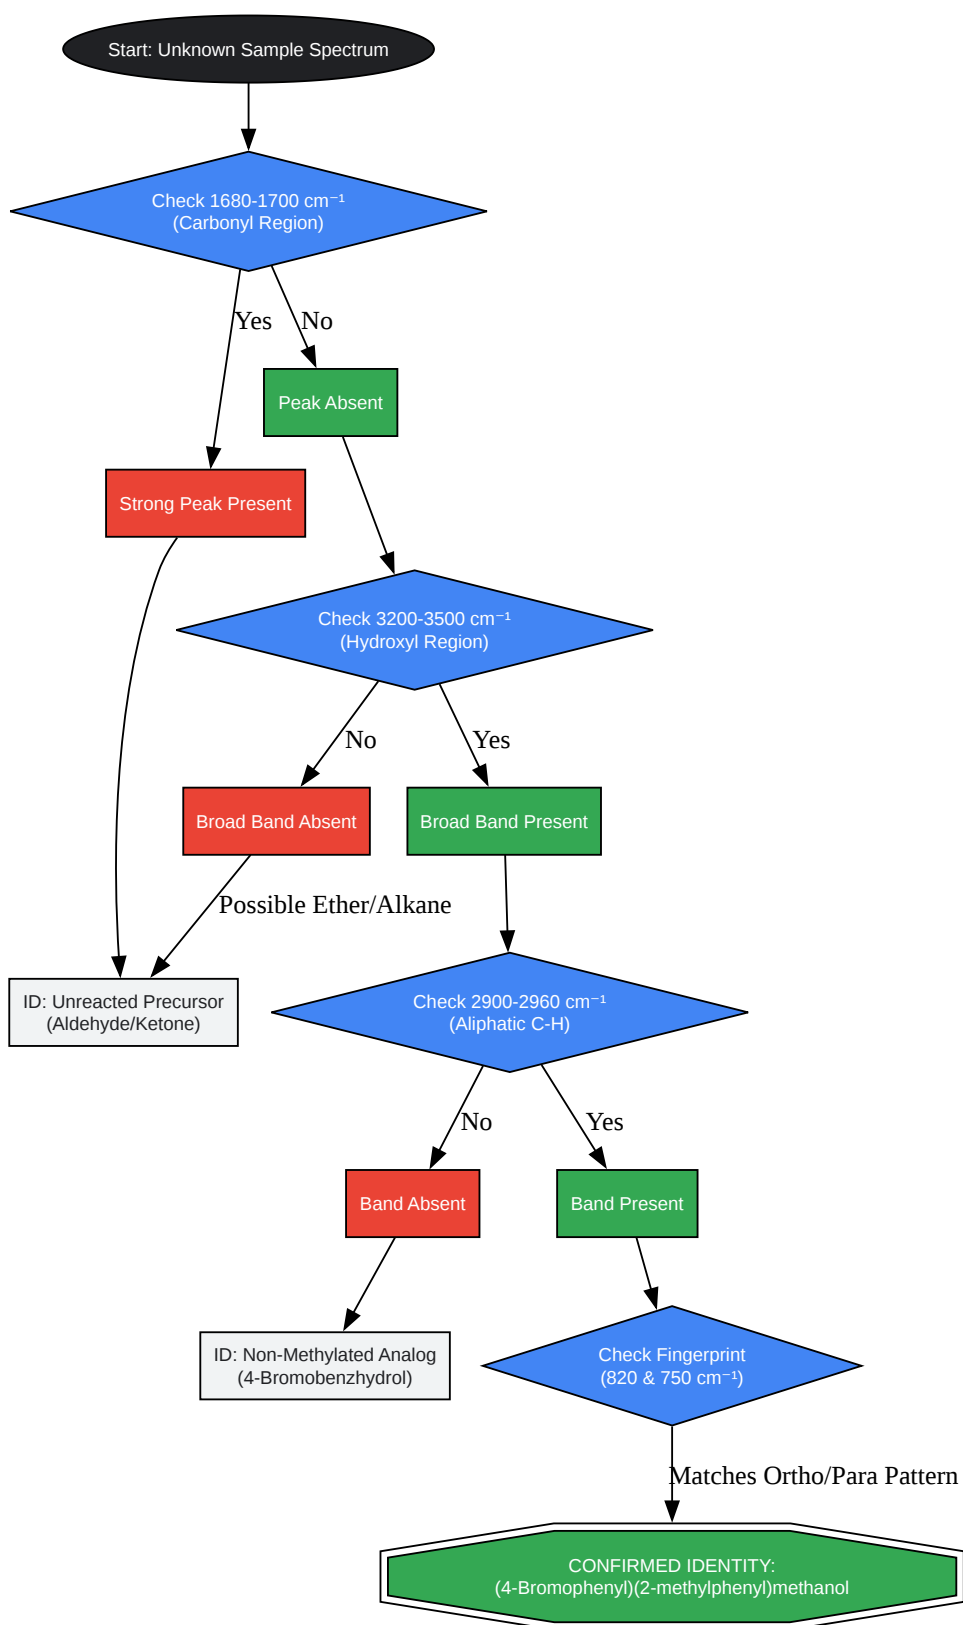 Start: Unknown Sample Spectrum
Check 1680-1700 cm⁻¹
(Carbonyl Region)
Yes
No
Peak Absent
Strong Peak Present
Check 3200-3500 cm⁻¹
(Hydroxyl Region)
No
Yes
Broad Band Absent
Broad Band Present
Possible Ether/Alkane
ID: Unreacted Precursor
(Aldehyde/Ketone)
Check 2900-2960 cm⁻¹
(Aliphatic C-H)
No
Yes
Band Absent
Band Present
ID: Non-Methylated Analog
(4-Bromobenzhydrol)
Check Fingerprint
(820 & 750 cm⁻¹)
Matches Ortho/Para Pattern
CONFIRMED IDENTITY:
(4-Bromophenyl)(2-methylphenyl)methanol